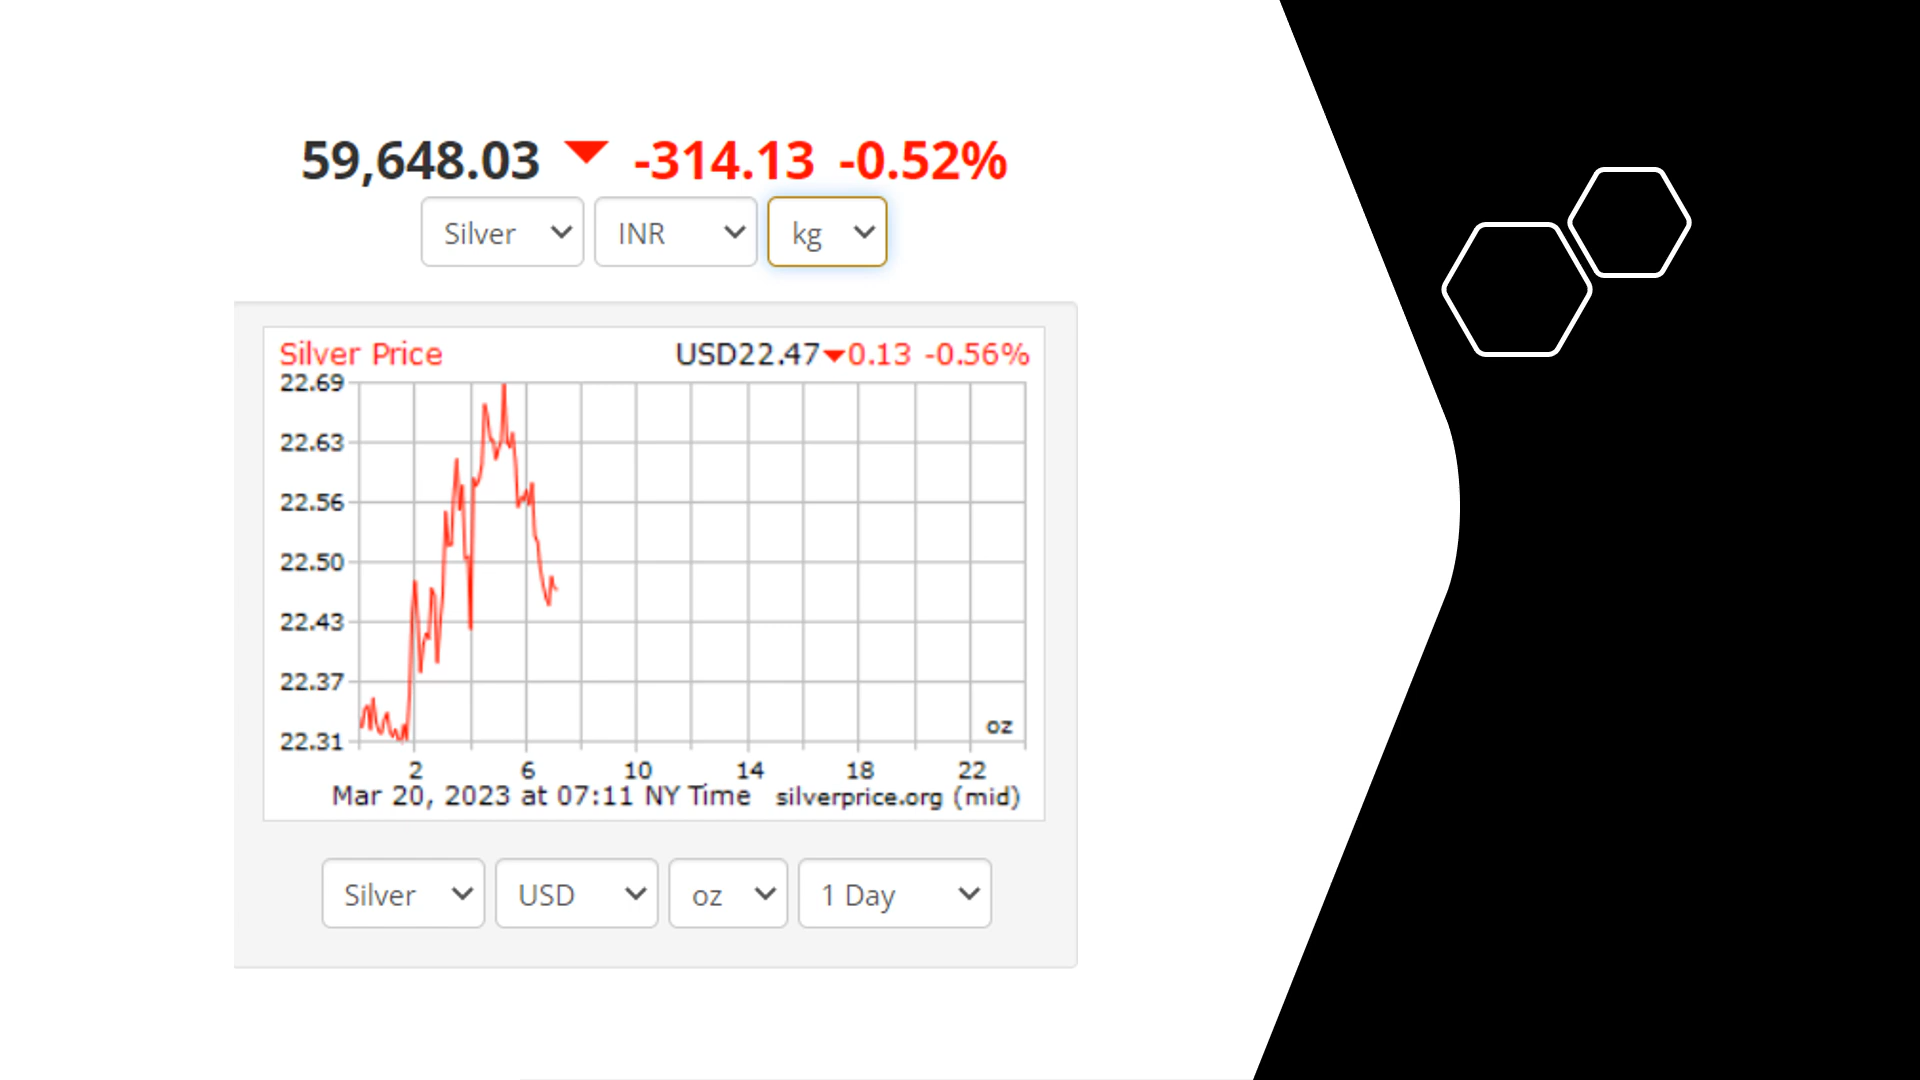 59,648.03 ▼ -314.13 -0.52%
Silver INR kg
Silver Price USD22.47▼0.13 -0.56%
22.69
22.63
22.56
22.50
22.43
22.37
22.31
oz
2 6 10 14 18 22
Mar 20, 2023 at 07:11 NY Time silverprice.org (mid)
Silver USD oz 1 Day